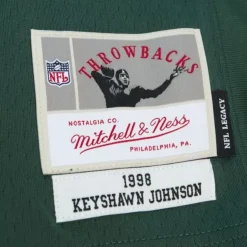 THROWBACKS
NFL
NOSTALGIA CO.
Mitchell & Ness
PHILADELPHIA, PA.
NFL LEGACY
1998
KEYSHAWN JOHNSON